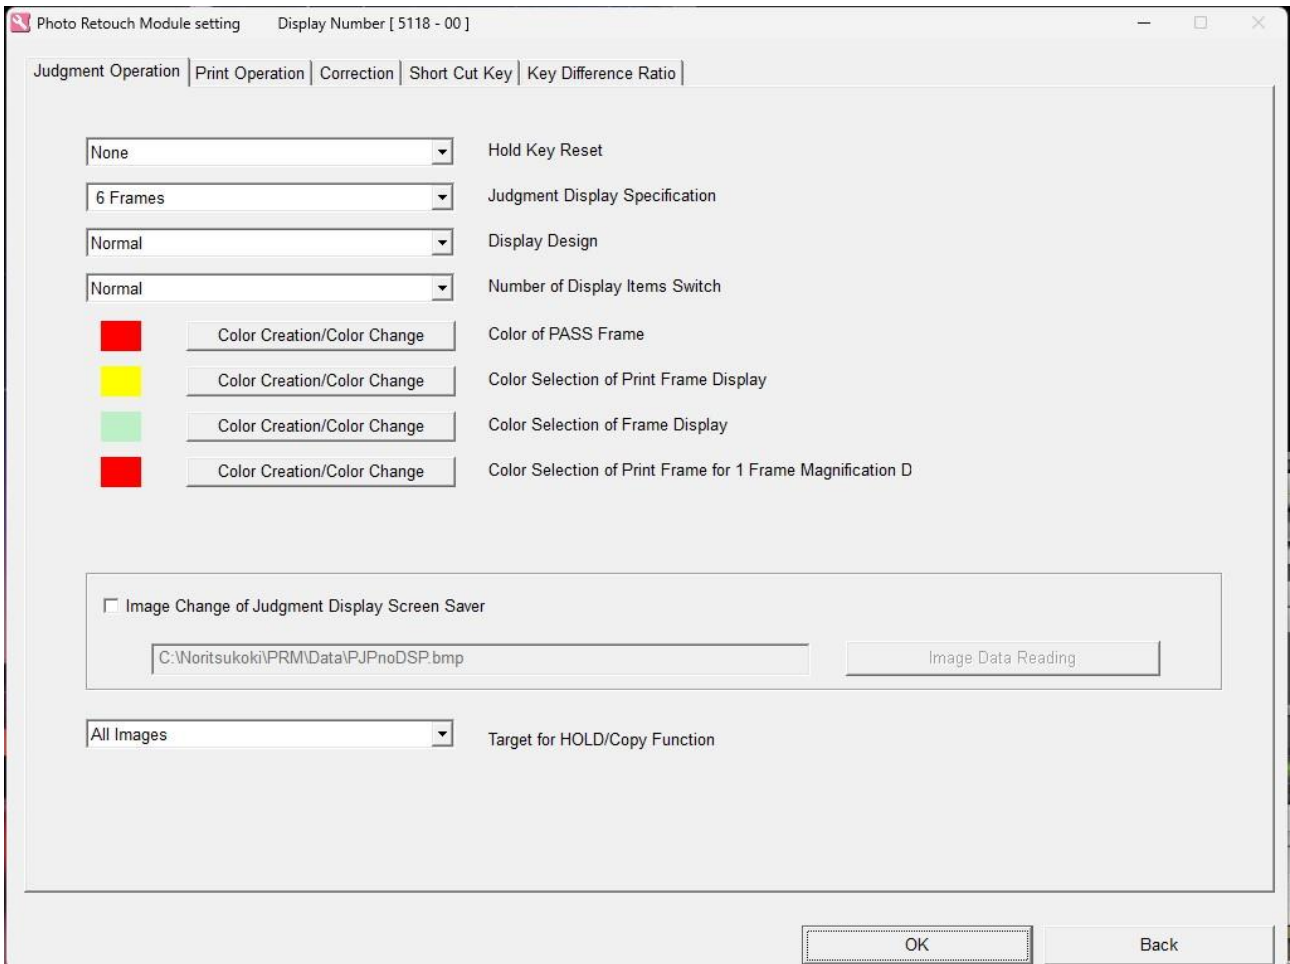 Photo Retouch Module setting Display Number [ 5118 - 00 ]
Judgment Operation Print Operation Correction Short Cut Key Key Difference Ratio
None Hold Key Reset
6 Frames Judgment Display Specification
Normal Display Design
Normal Number of Display Items Switch
Color Creation/Color Change Color of PASS Frame
Color Creation/Color Change Color Selection of Print Frame Display
Color Creation/Color Change Color Selection of Frame Display
Color Creation/Color Change Color Selection of Print Frame for 1 Frame Magnification D
Image Change of Judgment Display Screen Saver
C:\Noritsukoki\PRM\Data\PJPnoDSP.bmp Image Data Reading
All Images Target for HOLD/Copy Function
OK Back